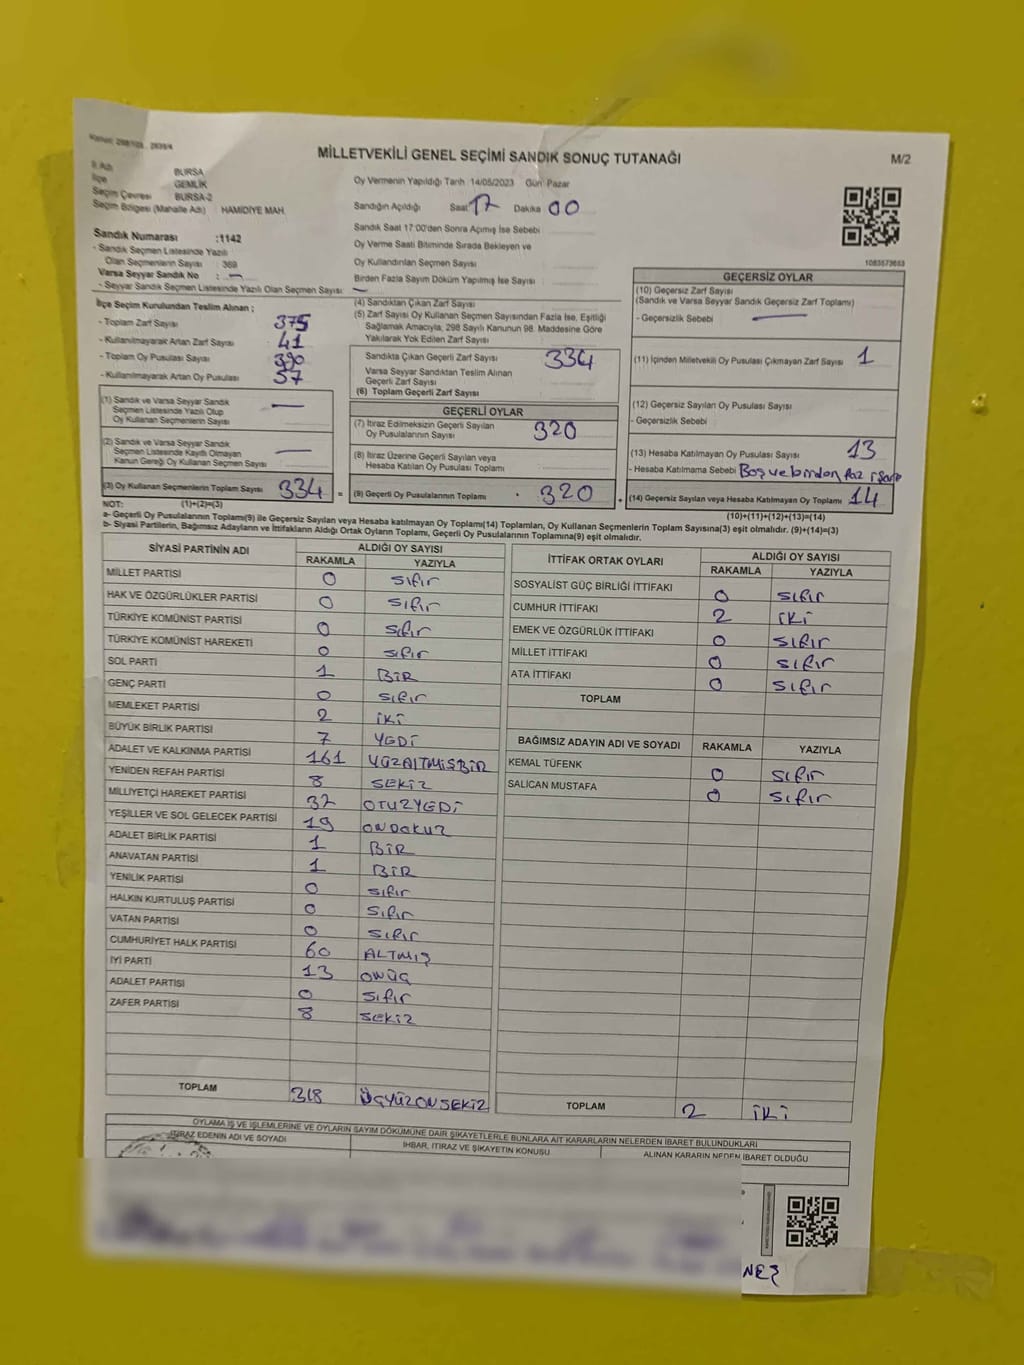 MİLLETVEKİLİ GENEL SEÇİMİ SANDIK SONUÇ TUTANAĞI
M/2
İl Adı BURSA
İlçe GEMLİK
Seçim Çevresi BURSA-2
Seçim Bölgesi (Mahalle Adı) : HAMİDİYE MAH.
Sandık Numarası :1142
- Sandık Seçmen Listesinde Yazılı
Olan Seçmenlerin Sayısı : 369
Varsa Seyyar Sandık No : —
- Seyyar Sandık Seçmen Listesinde Yazılı Olan Seçmen Sayısı: —
İlçe Seçim Kurulundan Teslim Alınan :
- Toplam Zarf Sayısı 375
- Kullanılmayarak Artan Zarf Sayısı 41
- Toplam Oy Pusulası Sayısı 390
- Kullanılmayarak Artan Oy Pusulası 57
(1) Sandık ve Varsa Seyyar Sandık
Seçmen Listesinde Yazılı Olup
Oy Kullanan Seçmenlerin Sayısı —
(2) Sandık ve Varsa Seyyar Sandık
Seçmen Listesinde Kayıtlı Olmayan
Kanun Gereği Oy Kullanan Seçmen Sayısı —
(3) Oy Kullanan Seçmenlerin Toplam Sayısı 334
Oy Vermenin Yapıldığı Tarih :14/05/2023 Gün: Pazar
Sandığın Açıldığı Saat 17 Dakika 00
Sandık Saat 17:00'den Sonra Açımış İse Sebebi
Oy Verme Saati Bitiminde Sırada Bekleyen ve
Oy Kullandırılan Seçmen Sayısı
Birden Fazla Sayım Döküm Yapılmış İse Sayısı
(4) Sandıktan Çıkan Zarf Sayısı
(5) Zarf Sayısı Oy Kullanan Seçmen Sayısından Fazla İse, Eşitliği
Sağlamak Amacıyla, 298 Sayılı Kanunun 98. Maddesine Göre
Yakılarak Yok Edilen Zarf Sayısı
Sandıkta Çıkan Geçerli Zarf Sayısı 334
Varsa Seyyar Sandıktan Teslim Alınan
Geçerli Zarf Sayısı
(6) Toplam Geçerli Zarf Sayısı
GEÇERLİ OYLAR
(7) İtiraz Edilmeksizin Geçerli Sayılan
Oy Pusulalarının Sayısı 320
(8) İtiraz Üzerine Geçerli Sayılan veya
Hesaba Katılan Oy Pusulası Toplamı
= (9) Geçerli Oy Pusulalarının Toplamı 320
1083573653
GEÇERSİZ OYLAR
(10) Geçersiz Zarf Sayısı
(Sandık ve Varsa Seyyar Sandık Geçersiz Zarf Toplamı)
- Geçersizlik Sebebi —
(11) İçinden Milletvekili Oy Pusulası Çıkmayan Zarf Sayısı 1
(12) Geçersiz Sayılan Oy Pusulası Sayısı
- Geçersizlik Sebebi
(13) Hesaba Katılmayan Oy Pusulası Sayısı 13
- Hesaba Katılmama Sebebi Boş ve birden faz
+ (14) Geçersiz Sayılan veya Hesaba Katılmayan Oy Toplamı 14
NOT: (1)+(2)=(3)
(10)+(11)+(12)+(13)=(14)
a- Geçerli Oy Pusulalarının Toplamı(9) ile Geçersiz Sayılan veya Hesaba katılmayan Oy Toplamı(14) Toplamları, Oy Kullanan Seçmenlerin Toplam Sayısına(3) eşit olmalıdır. (9)+(14)=(3)
b- Siyasi Partilerin, Bağımsız Adayların ve İttifakların Aldığı Ortak Oyların Toplamı, Geçerli Oy Pusulalarının Toplamına(9) eşit olmalıdır.
SİYASİ PARTİNİN ADI ALDIĞI OY SAYISI
RAKAMLA YAZIYLA
MİLLET PARTİSİ 0 sıfır
HAK VE ÖZGÜRLÜKLER PARTİSİ 0 sıfır
TÜRKİYE KOMÜNİST PARTİSİ 0 sıfır
TÜRKİYE KOMÜNİST HAREKETİ 0 sıfır
SOL PARTİ 1 BİR
GENÇ PARTİ 0 sıfır
MEMLEKET PARTİSİ 2 iki
BÜYÜK BİRLİK PARTİSİ 7 YEDİ
ADALET VE KALKINMA PARTİSİ 161 YÜZALTMIŞBİR
YENİDEN REFAH PARTİSİ 8 SEKİZ
MİLLİYETÇİ HAREKET PARTİSİ 37 OTUZYEDİ
YEŞİLLER VE SOL GELECEK PARTİSİ 19 ONDOKUZ
ADALET BİRLİK PARTİSİ 1 BİR
ANAVATAN PARTİSİ 1 BİR
YENİLİK PARTİSİ 0 sıfır
HALKIN KURTULUŞ PARTİSİ 0 sıfır
VATAN PARTİSİ 0 sıfır
CUMHURİYET HALK PARTİSİ 60 ALTMIŞ
İYİ PARTİ 13 ONÜÇ
ADALET PARTİSİ 0 sıfır
ZAFER PARTİSİ 8 SEKİZ
TOPLAM 318 ÜÇYÜZONSEKİZ
İTTİFAK ORTAK OYLARI ALDIĞI OY SAYISI
RAKAMLA YAZIYLA
SOSYALİST GÜÇ BİRLİĞİ İTTİFAKI 0 sıfır
CUMHUR İTTİFAKI 2 iki
EMEK VE ÖZGÜRLÜK İTTİFAKI 0 sıfır
MİLLET İTTİFAKI 0 sıfır
ATA İTTİFAKI 0 sıfır
TOPLAM
BAĞIMSIZ ADAYIN ADI VE SOYADI RAKAMLA YAZIYLA
KEMAL TÜFENK 0 sıfır
SALİCAN MUSTAFA 0 sıfır
TOPLAM 2 iki
OYLAMA İŞ VE İŞLEMLERİNE VE OYLARIN SAYIM DÖKÜMÜNE DAİR ŞİKAYETLERLE BUNLARA AİT KARARLARIN NELERDEN İBARET BULUNDUKLARI
İTİRAZ EDENİN ADI VE SOYADI İHBAR, İTİRAZ VE ŞİKAYETİN KONUSU ALINAN KARARIN NEDEN İBARET OLDUĞU